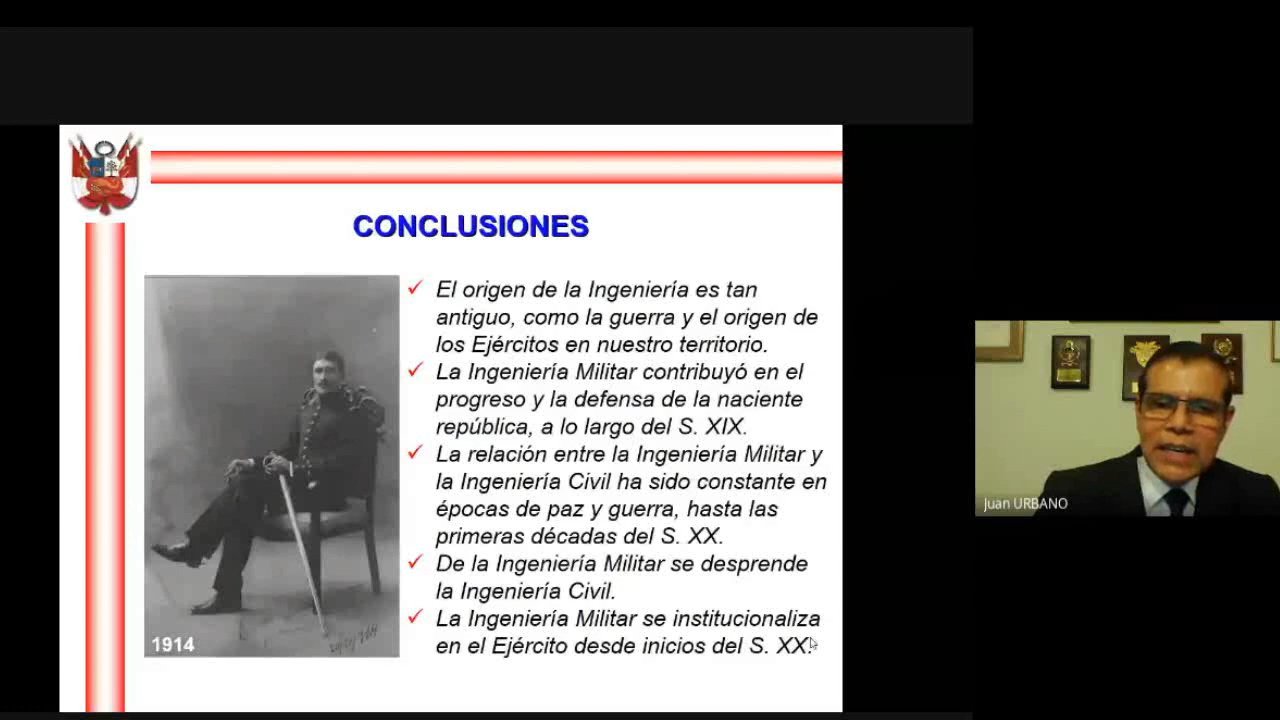 CONCLUSIONES
✓ El origen de la Ingeniería es tan
antiguo, como la guerra y el origen de
los Ejércitos en nuestro territorio.
✓ La Ingeniería Militar contribuyó en el
progreso y la defensa de la naciente
república, a lo largo del S. XIX.
✓ La relación entre la Ingeniería Militar y
la Ingeniería Civil ha sido constante en
épocas de paz y guerra, hasta las
primeras décadas del S. XX.
✓ De la Ingeniería Militar se desprende
la Ingeniería Civil.
✓ La Ingeniería Militar se institucionaliza
en el Ejército desde inicios del S. XX.
1914
Juan URBANO